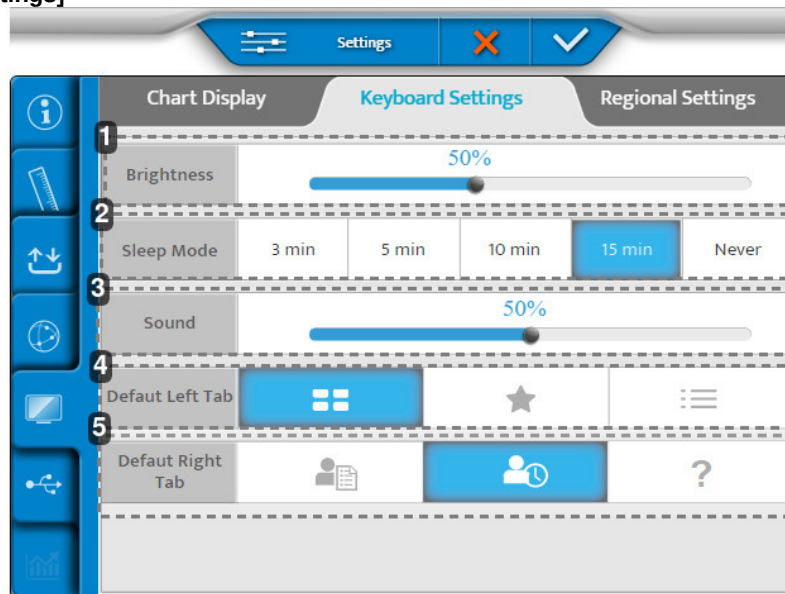 tings]
Settings
Chart Display Keyboard Settings Regional Settings
1
Brightness 50%
2
Sleep Mode 3 min 5 min 10 min 15 min Never
3
Sound 50%
4
Defaut Left Tab
5
Defaut Right
Tab ?